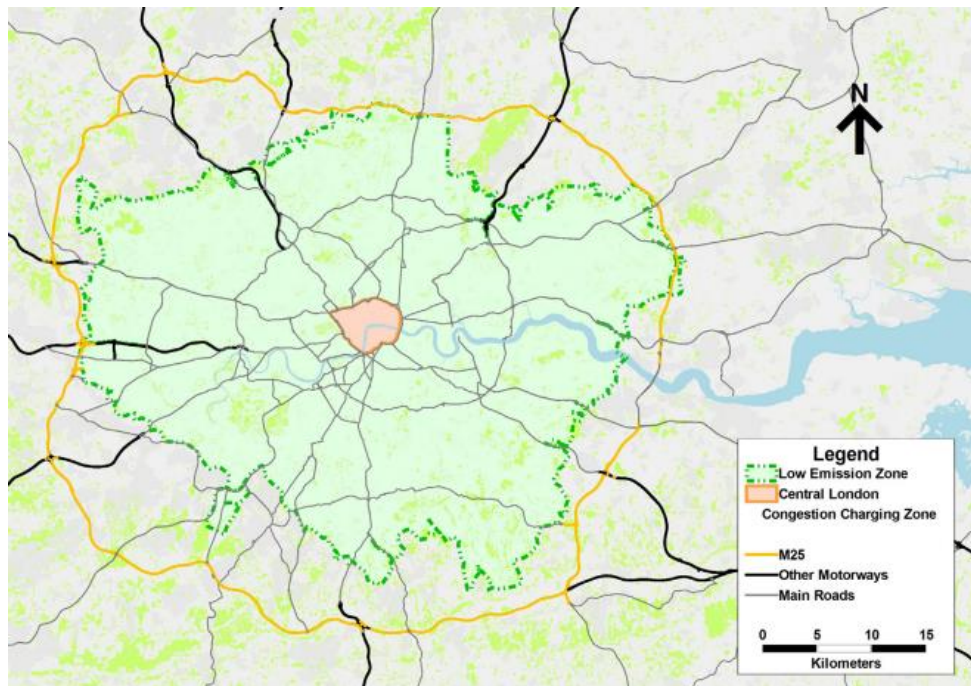 N
Legend
Low Emission Zone
Central London
Congestion Charging Zone
M25
Other Motorways
Main Roads
0 5 10 15
Kilometers